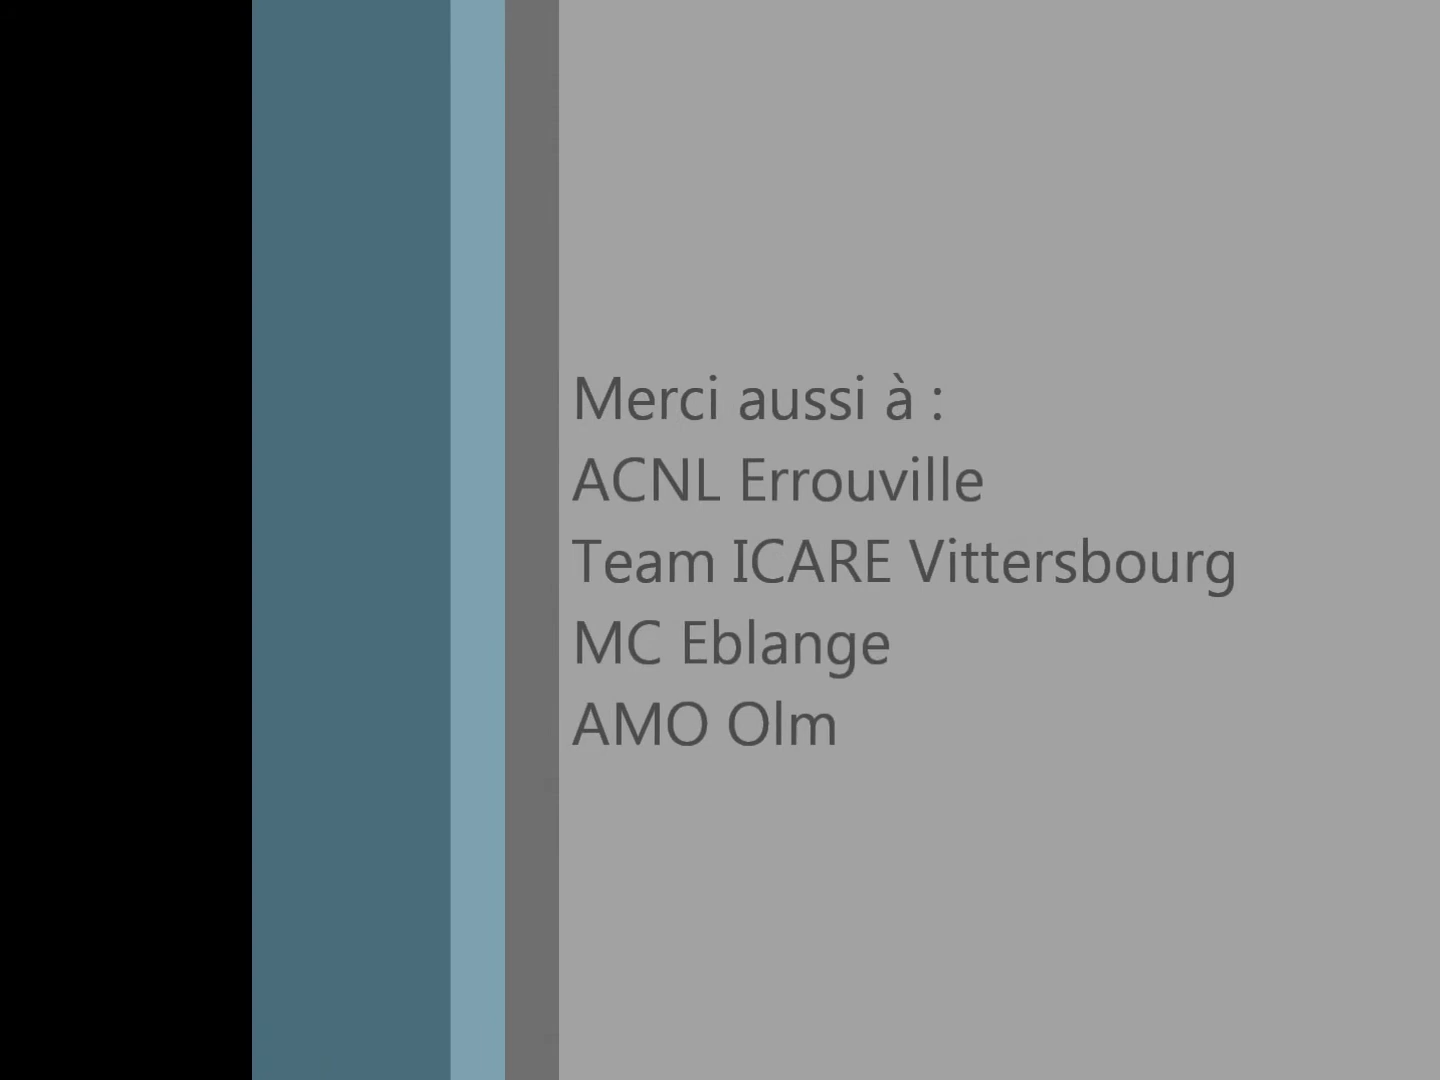 Merci aussi à :
ACNL Errouville
Team ICARE Vittersbourg
MC Eblange
AMO Olm